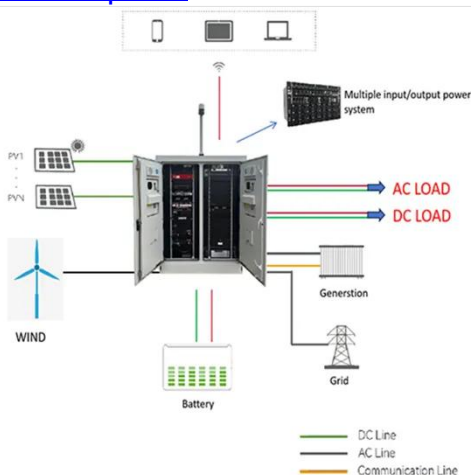 Multiple input/output power
system
PV1
PVN
AC LOAD
DC LOAD
WIND
Generstion
Grid
Battery
DC Line
AC Line
Communication Line